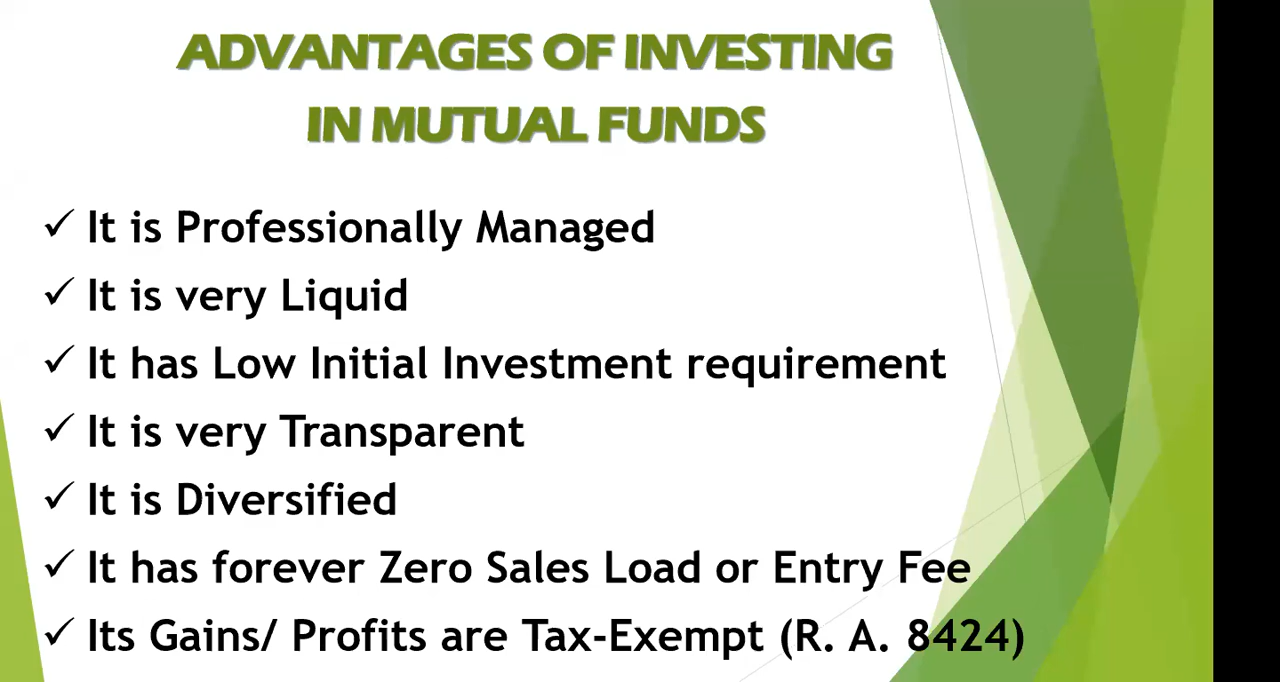 ADVANTAGES OF INVESTING
IN MUTUAL FUNDS
✓ It is Professionally Managed
✓ It is very Liquid
✓ It has Low Initial Investment requirement
✓ It is very Transparent
✓ It is Diversified
✓ It has forever Zero Sales Load or Entry Fee
✓ Its Gains/ Profits are Tax-Exempt (R. A. 8424)